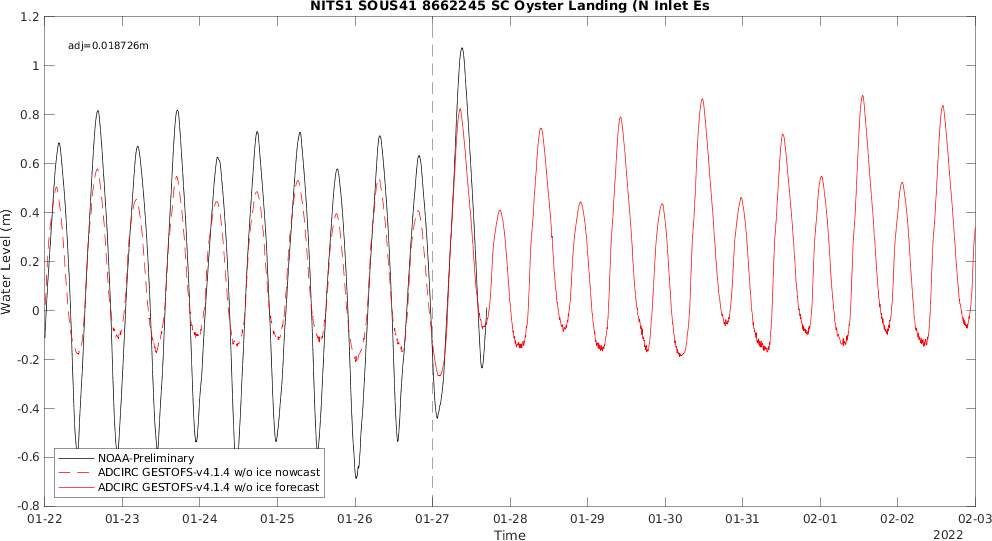 NITS1 SOUS41 8662245 SC Oyster Landing (N Inlet Es
adj=0.018726m
1.2
1
0.8
0.6
0.4
0.2
0
-0.2
-0.4
-0.6
-0.8
Water Level (m)
NOAA-Preliminary
ADCIRC GESTOFS-v4.1.4 w/o ice nowcast
ADCIRC GESTOFS-v4.1.4 w/o ice forecast
01-22 01-23 01-24 01-25 01-26 01-27 01-28 01-29 01-30 01-31 02-01 02-02 02-03
Time
2022